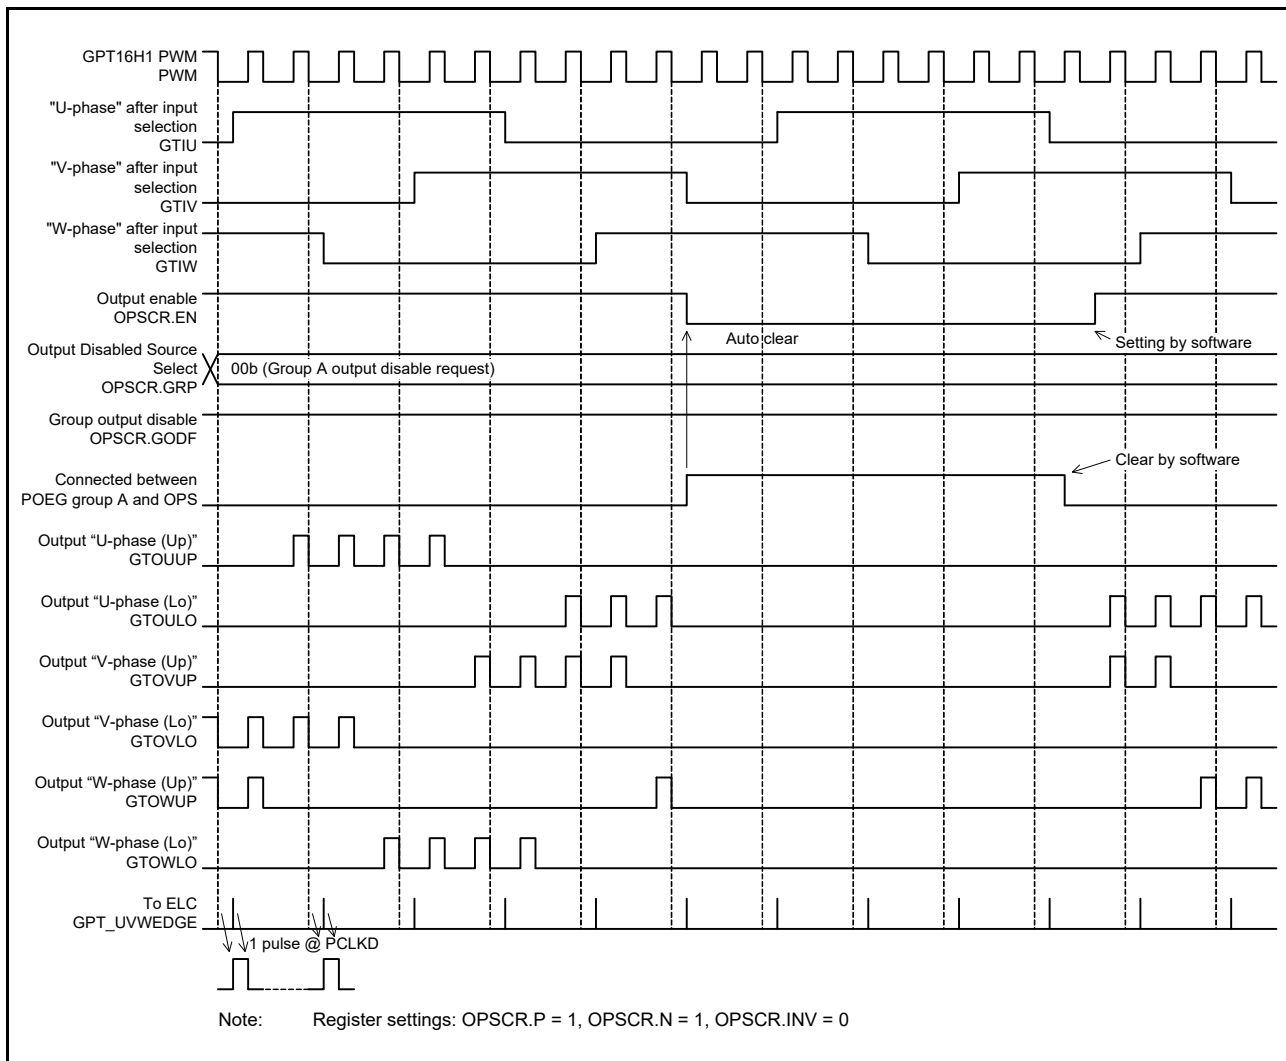 GPT16H1 PWM
PWM
"U-phase" after input
selection
GTIU
"V-phase" after input
selection
GTIV
"W-phase" after input
selection
GTIW
Output enable
OPSCR.EN
Auto clear
Setting by software
Output Disabled Source
Select
OPSCR.GRP
00b (Group A output disable request)
Group output disable
OPSCR.GODF
Clear by software
Connected between
POEG group A and OPS
Output “U-phase (Up)”
GTOUUP
Output “U-phase (Lo)”
GTOULO
Output “V-phase (Up)”
GTOVUP
Output “V-phase (Lo)”
GTOVLO
Output “W-phase (Up)”
GTOWUP
Output “W-phase (Lo)”
GTOWLO
To ELC
GPT_UVWEDGE
1 pulse @ PCLKD
Note: Register settings: OPSCR.P = 1, OPSCR.N = 1, OPSCR.INV = 0